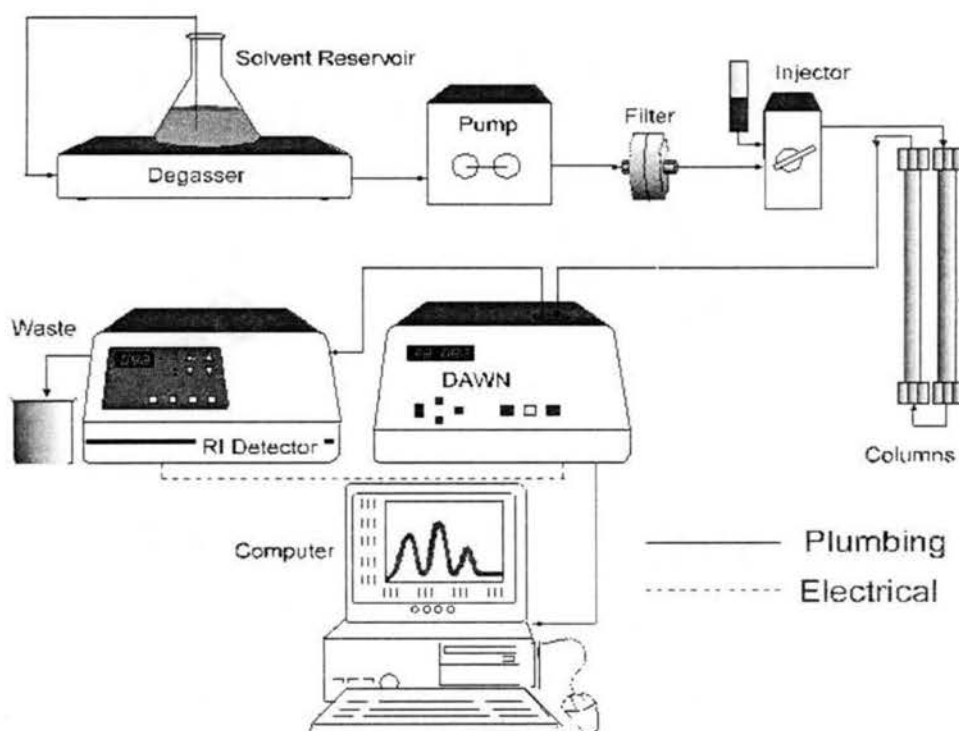 Solvent Reservoir
Degasser
Pump
Filter
Injector
Waste
RI Detector
DAWN
Columns
Computer
Plumbing
Electrical